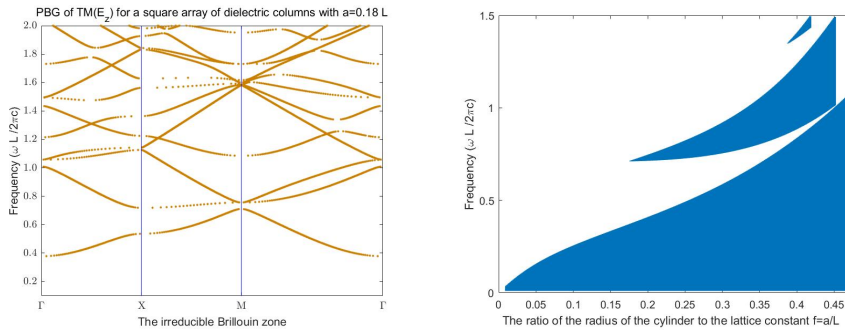 PBG of TM(E_z) for a square array of dielectric columns with a=0.18 L
2.0
1.8
1.6
1.4
1.2
1.0
0.8
0.6
0.4
0.2
Frequency (ω L /2πc)
Γ X M Γ
The irreducible Brillouin zone
1.5
1
0.5
0
Frequency (ω L /2πc)
0 0.05 0.1 0.15 0.2 0.25 0.3 0.35 0.4 0.45
The ratio of the radius of the cylinder to the lattice constant f=a/L